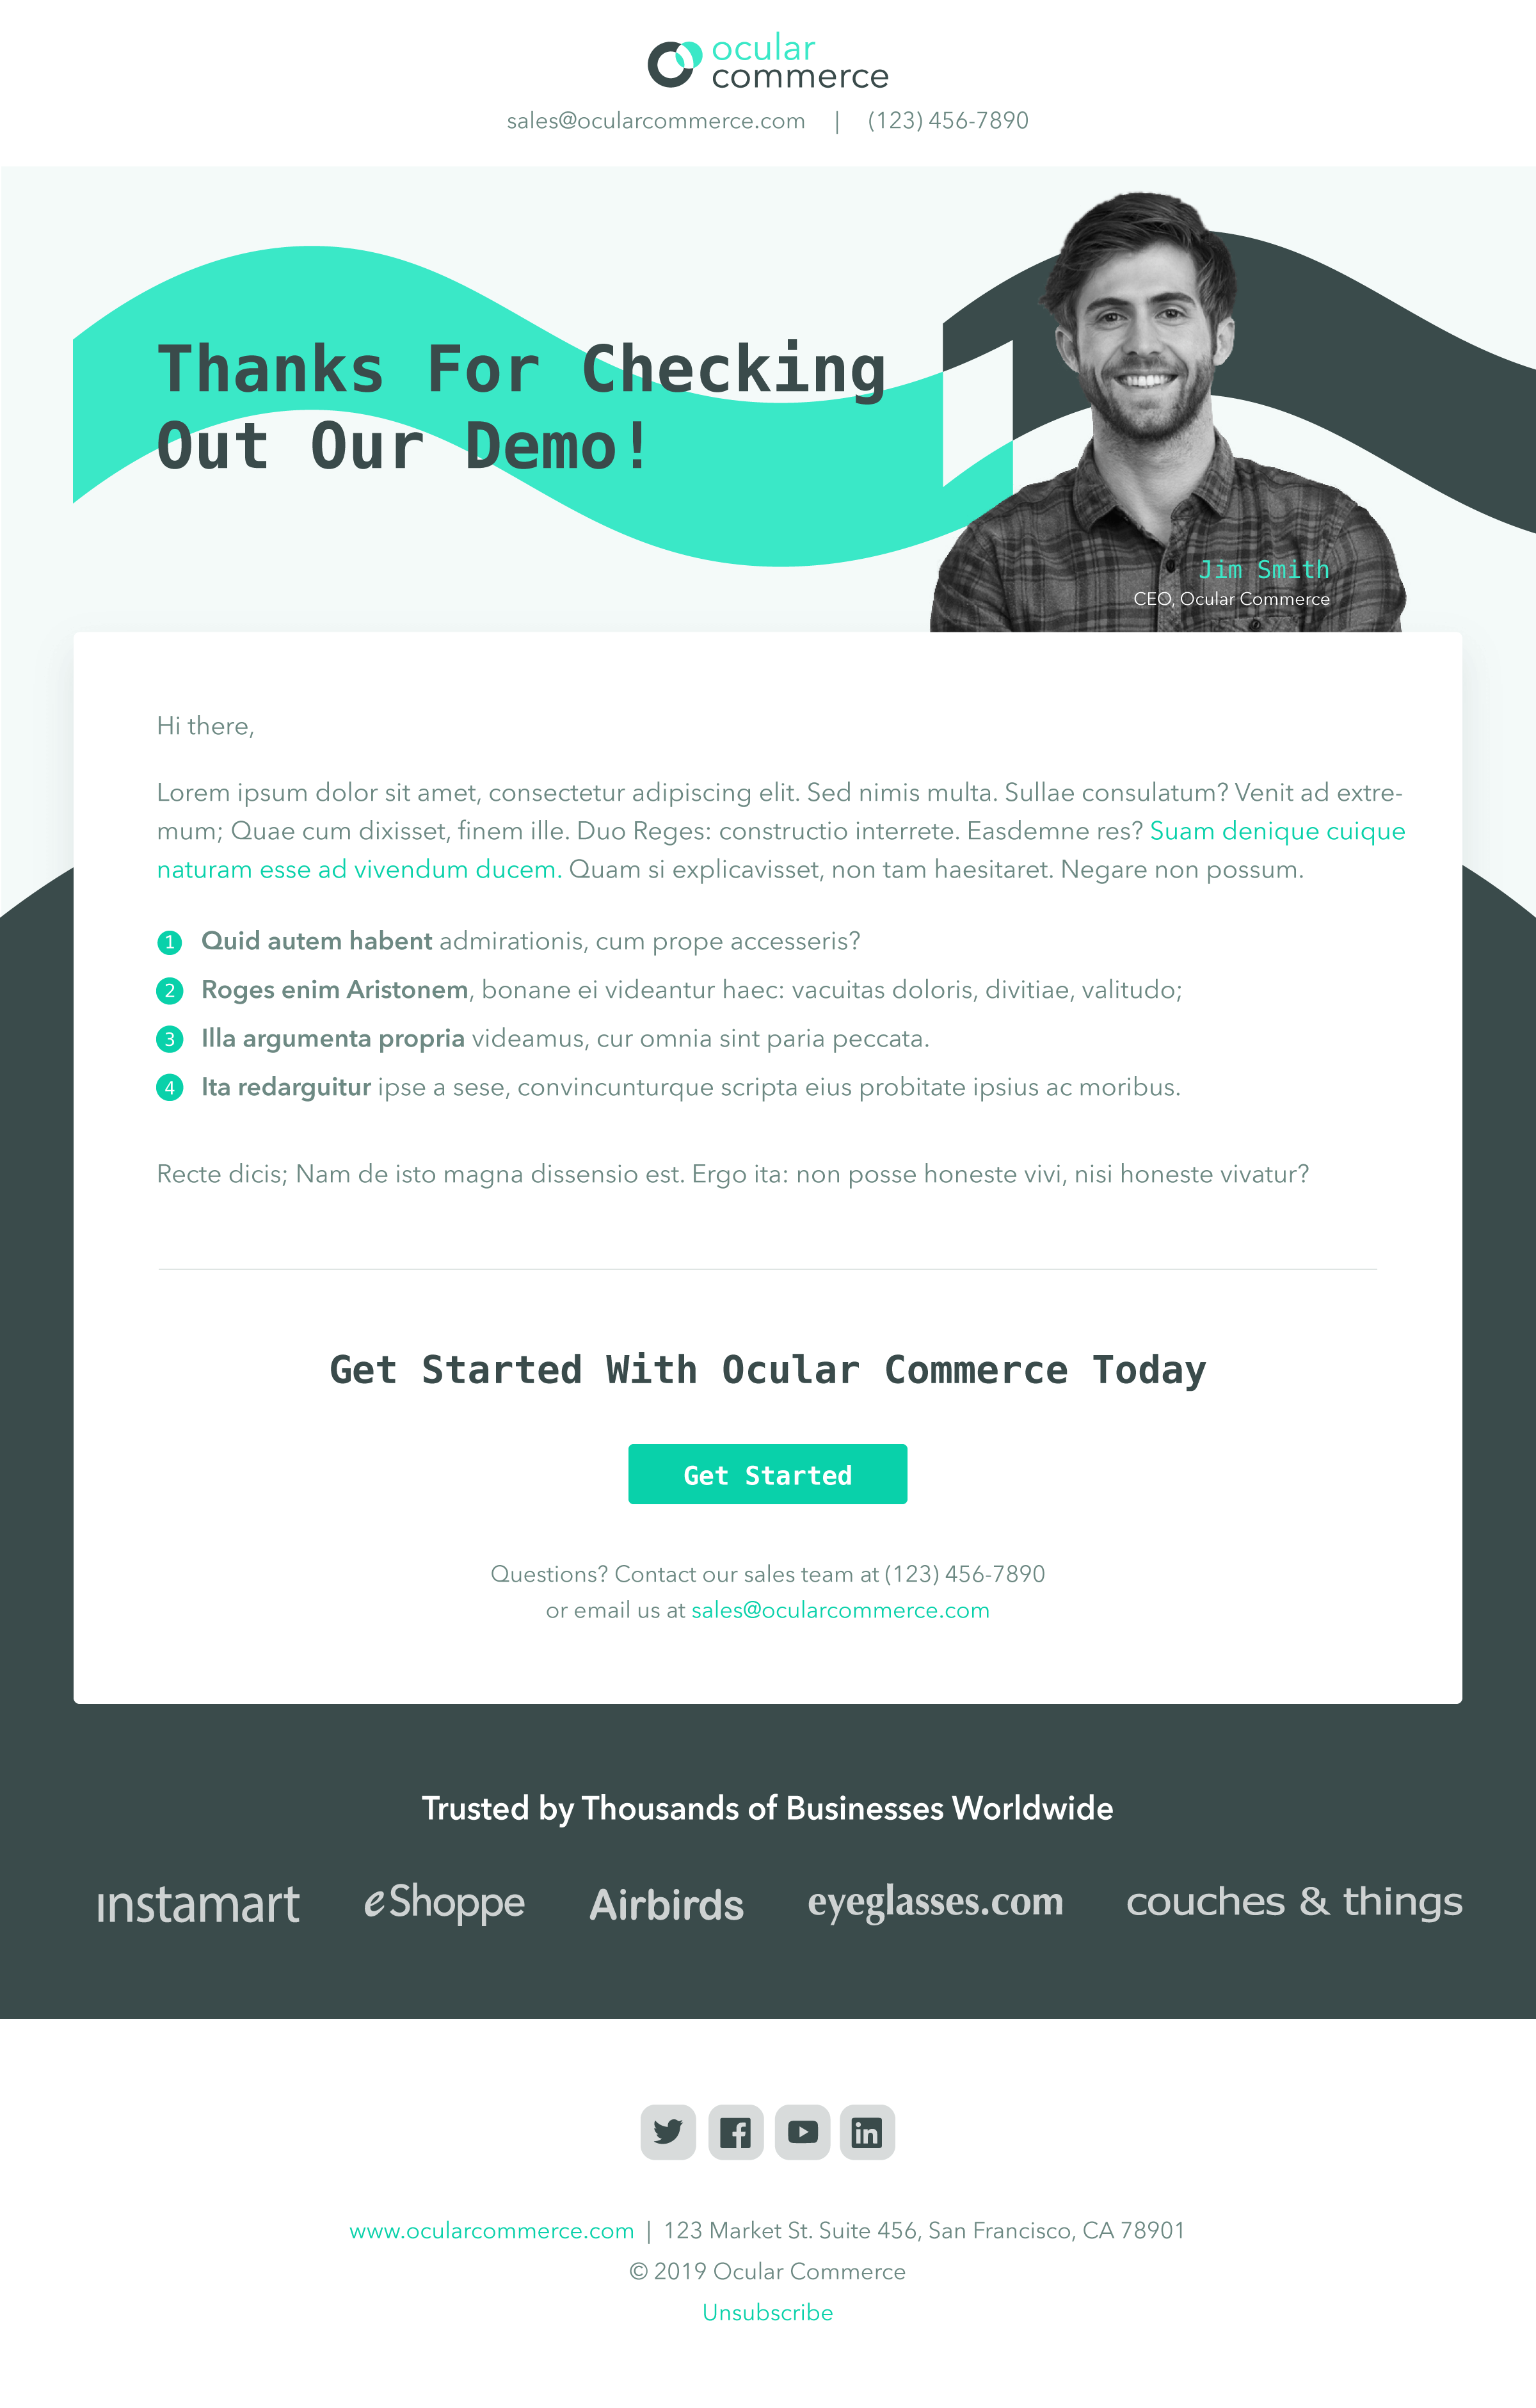 ocular
commerce
sales@ocularcommerce.com | (123) 456-7890
Thanks For Checking
Out Our Demo!
Jim Smith
CEO, Ocular Commerce
Hi there,
Lorem ipsum dolor sit amet, consectetur adipiscing elit. Sed nimis multa. Sullae consulatum? Venit ad extre-
mum; Quae cum dixisset, finem ille. Duo Reges: constructio interrete. Easdemne res? Suam denique cuique
naturam esse ad vivendum ducem. Quam si explicavisset, non tam haesitaret. Negare non possum.
1 Quid autem habent admirationis, cum prope accesseris?
2 Roges enim Aristonem, bonane ei videantur haec: vacuitas doloris, divitiae, valitudo;
3 Illa argumenta propria videamus, cur omnia sint paria peccata.
4 Ita redarguitur ipse a sese, convincunturque scripta eius probitate ipsius ac moribus.
Recte dicis; Nam de isto magna dissensio est. Ergo ita: non posse honeste vivi, nisi honeste vivatur?
Get Started With Ocular Commerce Today
Get Started
Questions? Contact our sales team at (123) 456-7890
or email us at sales@ocularcommerce.com
Trusted by Thousands of Businesses Worldwide
ınstamart eShoppe Airbirds eyeglasses.com couches & things
www.ocularcommerce.com | 123 Market St. Suite 456, San Francisco, CA 78901
© 2019 Ocular Commerce
Unsubscribe